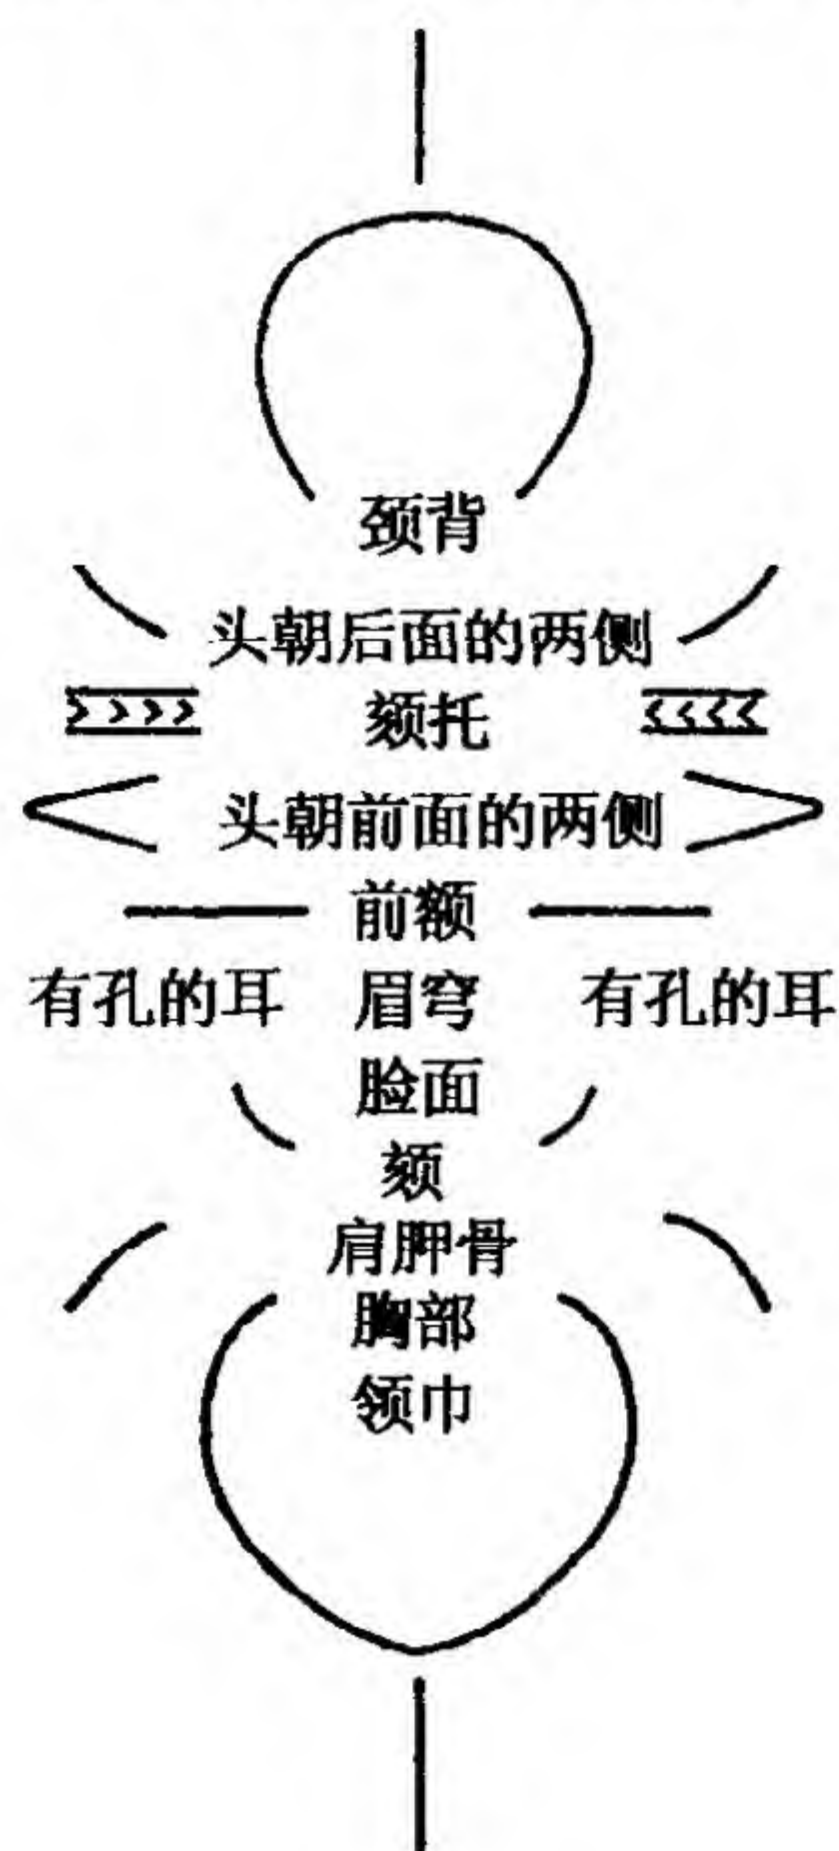 颈背
头朝后面的两侧
颏托
头朝前面的两侧
前额
有孔的耳 眉穹 有孔的耳
脸面
颏
肩胛骨
胸部
领巾